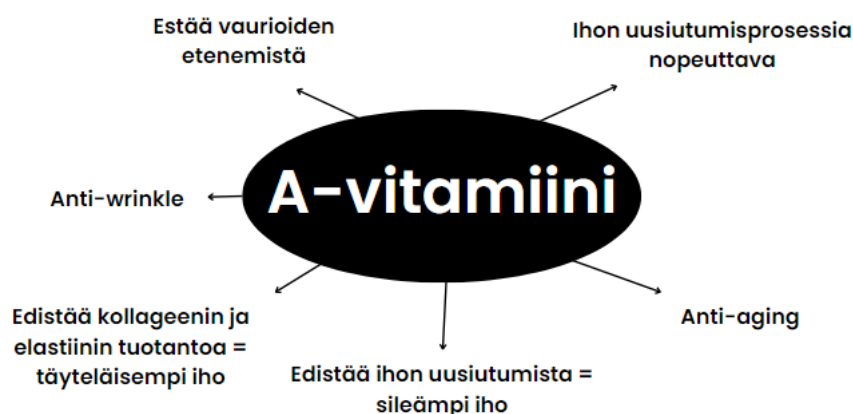 Estää vaurioiden
etenemistä
Ihon uusiutumisprosessia
nopeuttava
A-vitamiini
Anti-wrinkle
Edistää kollageenin ja
elastiinin tuotantoa =
täyteläisempi iho
Edistää ihon uusiutumista =
sileämpi iho
Anti-aging